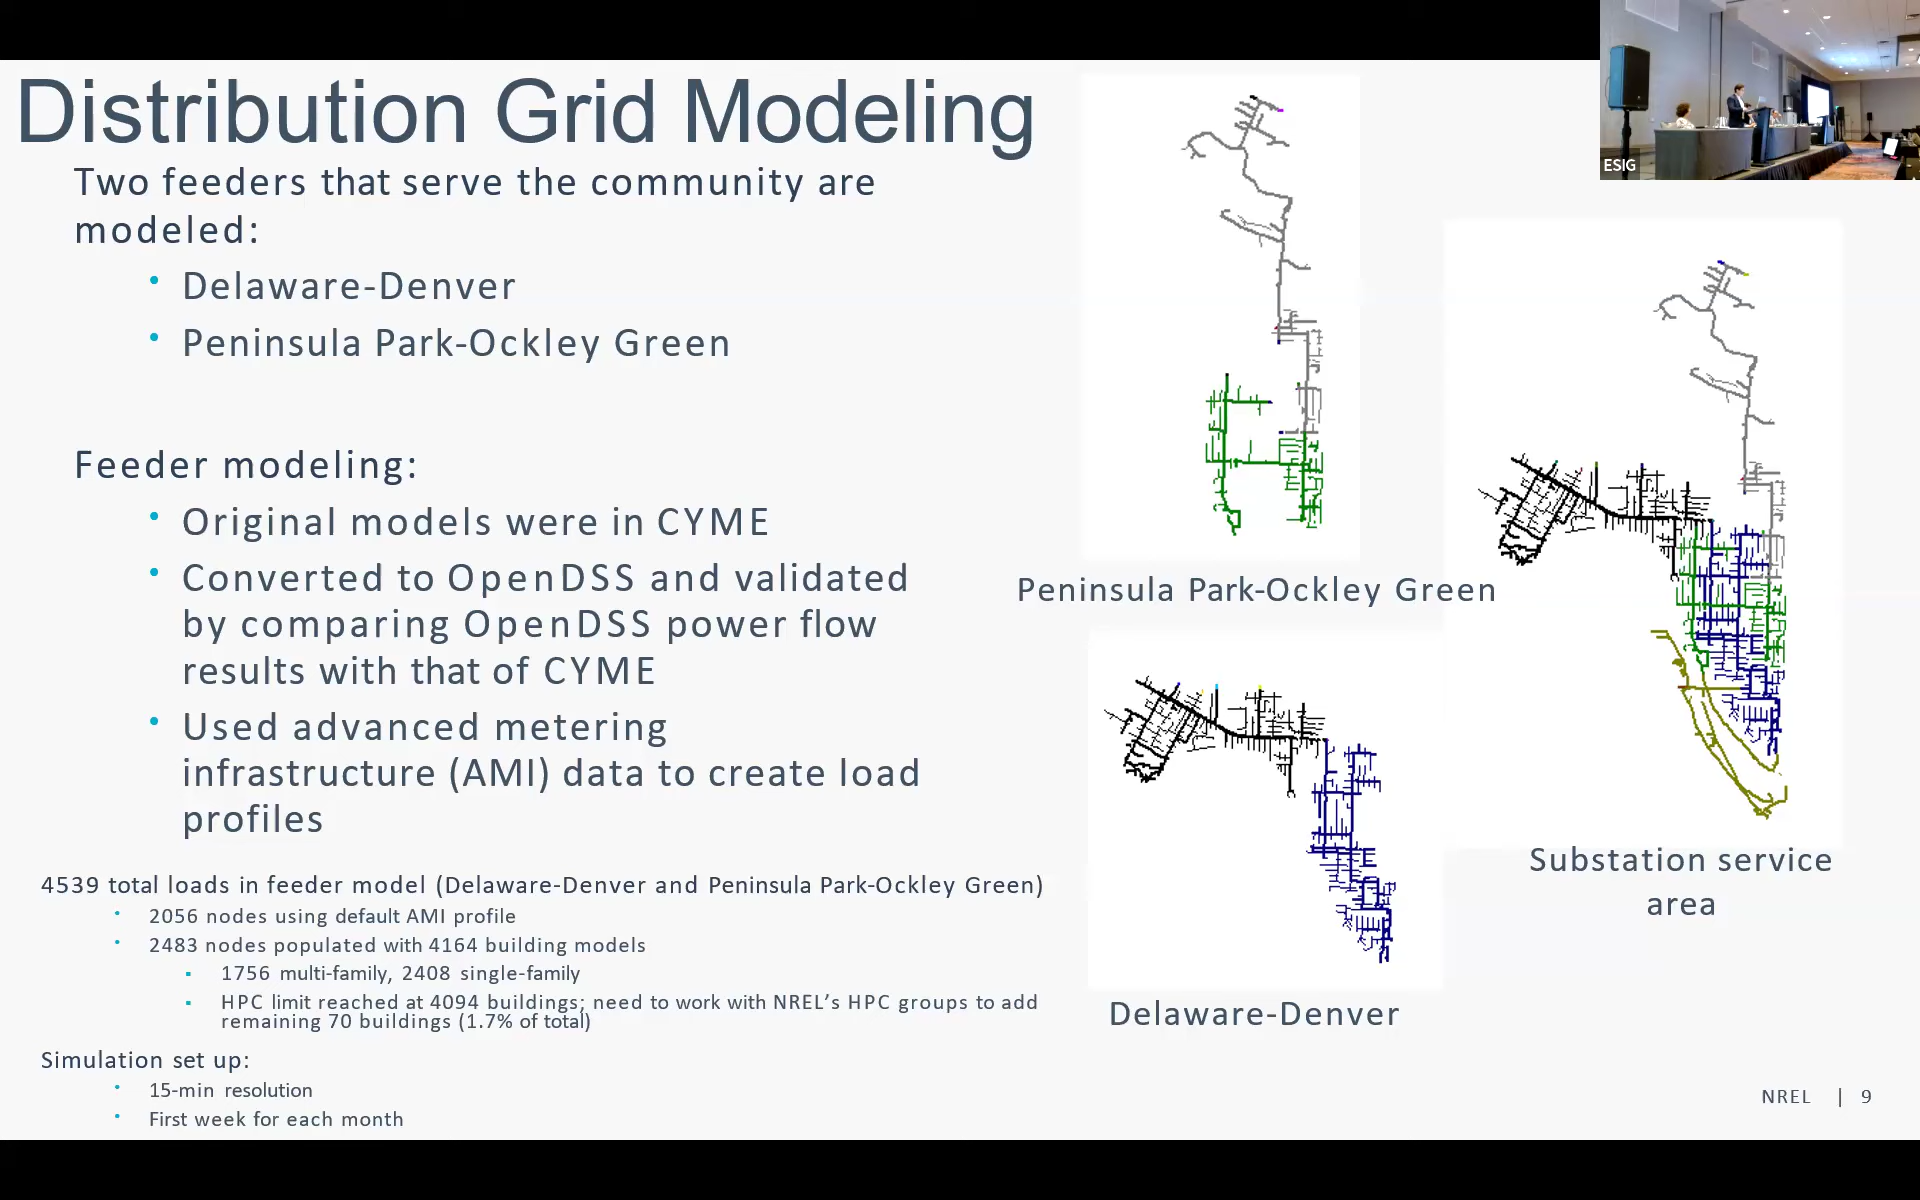 Distribution Grid Modeling
Two feeders that serve the community are
modeled:
• Delaware-Denver
• Peninsula Park-Ockley Green
Feeder modeling:
• Original models were in CYME
• Converted to OpenDSS and validated
by comparing OpenDSS power flow
results with that of CYME
• Used advanced metering
infrastructure (AMI) data to create load
profiles
4539 total loads in feeder model (Delaware-Denver and Peninsula Park-Ockley Green)
• 2056 nodes using default AMI profile
• 2483 nodes populated with 4164 building models
▪ 1756 multi-family, 2408 single-family
▪ HPC limit reached at 4094 buildings; need to work with NREL’s HPC groups to add
remaining 70 buildings (1.7% of total)
Simulation set up:
• 15-min resolution
• First week for each month
Peninsula Park-Ockley Green
Delaware-Denver
Substation service
area
ESIG
NREL | 9